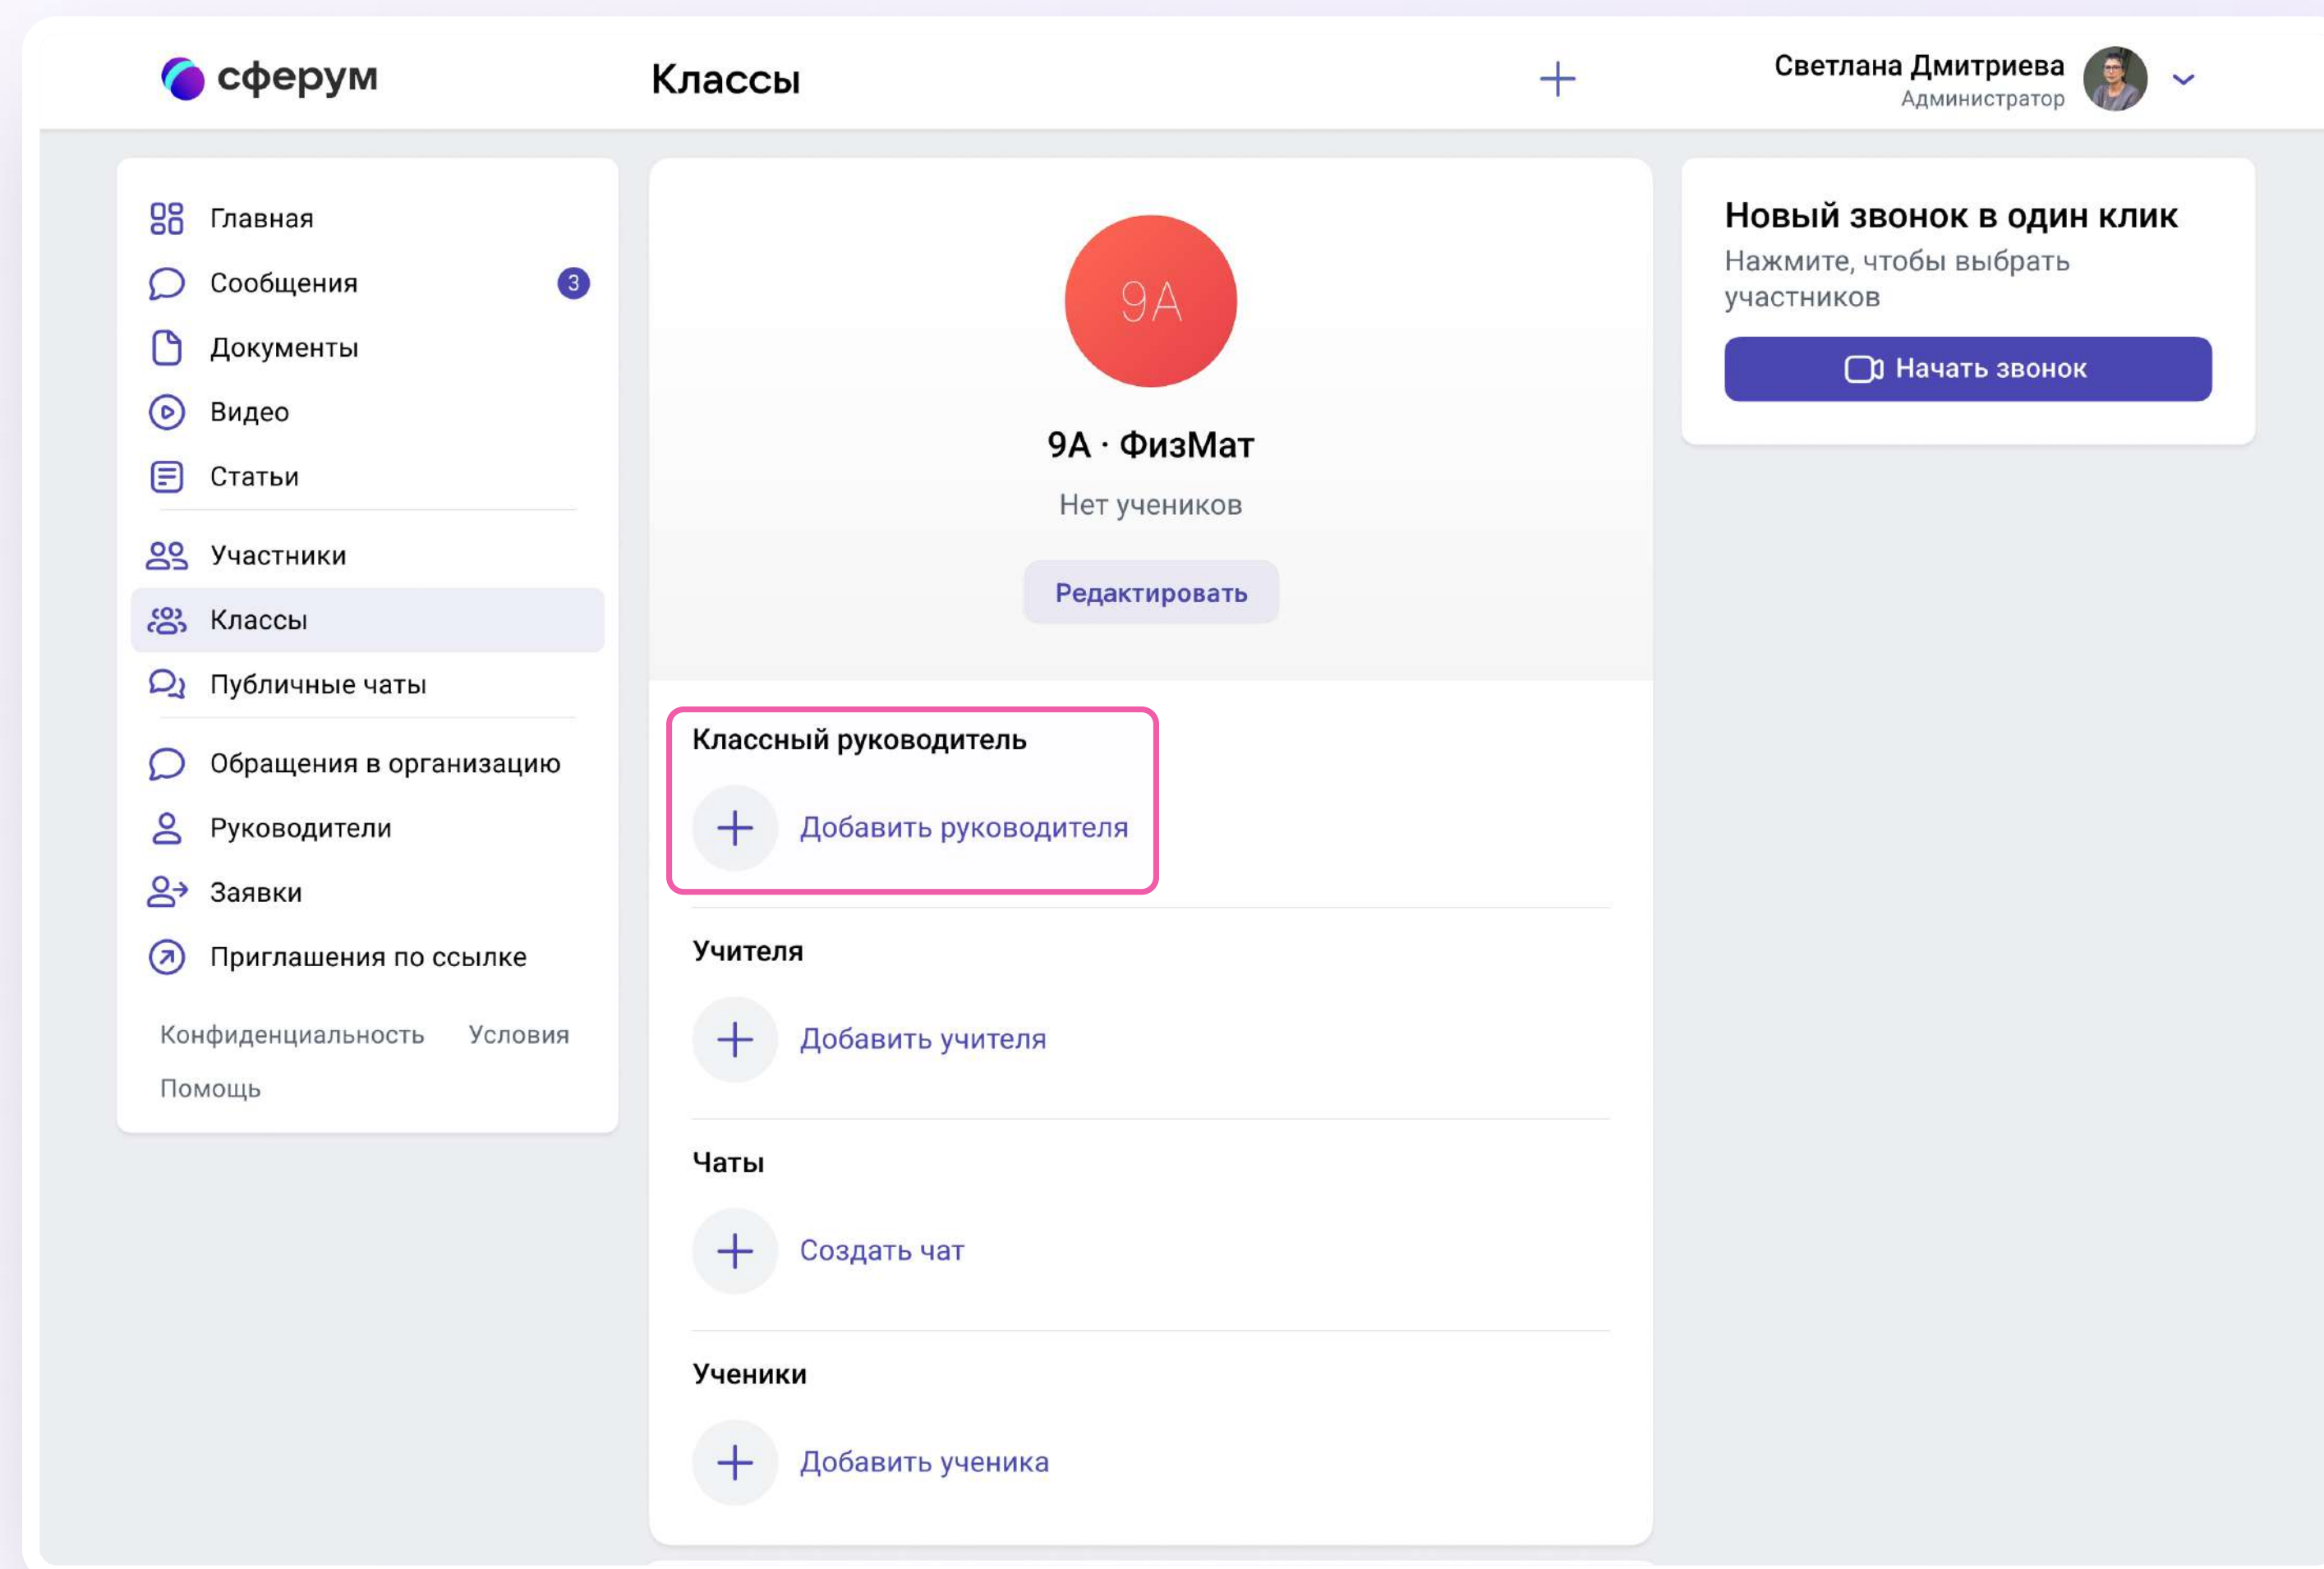 сферум
Классы
Светлана Дмитриева
Администратор
Главная
Сообщения 3
Документы
Видео
Статьи
Участники
Классы
Публичные чаты
Обращения в организацию
Руководители
Заявки
Приглашения по ссылке
Конфиденциальность Условия
Помощь
9А
9А · ФизМат
Нет учеников
Редактировать
Классный руководитель
Добавить руководителя
Учителя
Добавить учителя
Чаты
Создать чат
Ученики
Добавить ученика
Новый звонок в один клик
Нажмите, чтобы выбрать
участников
Начать звонок